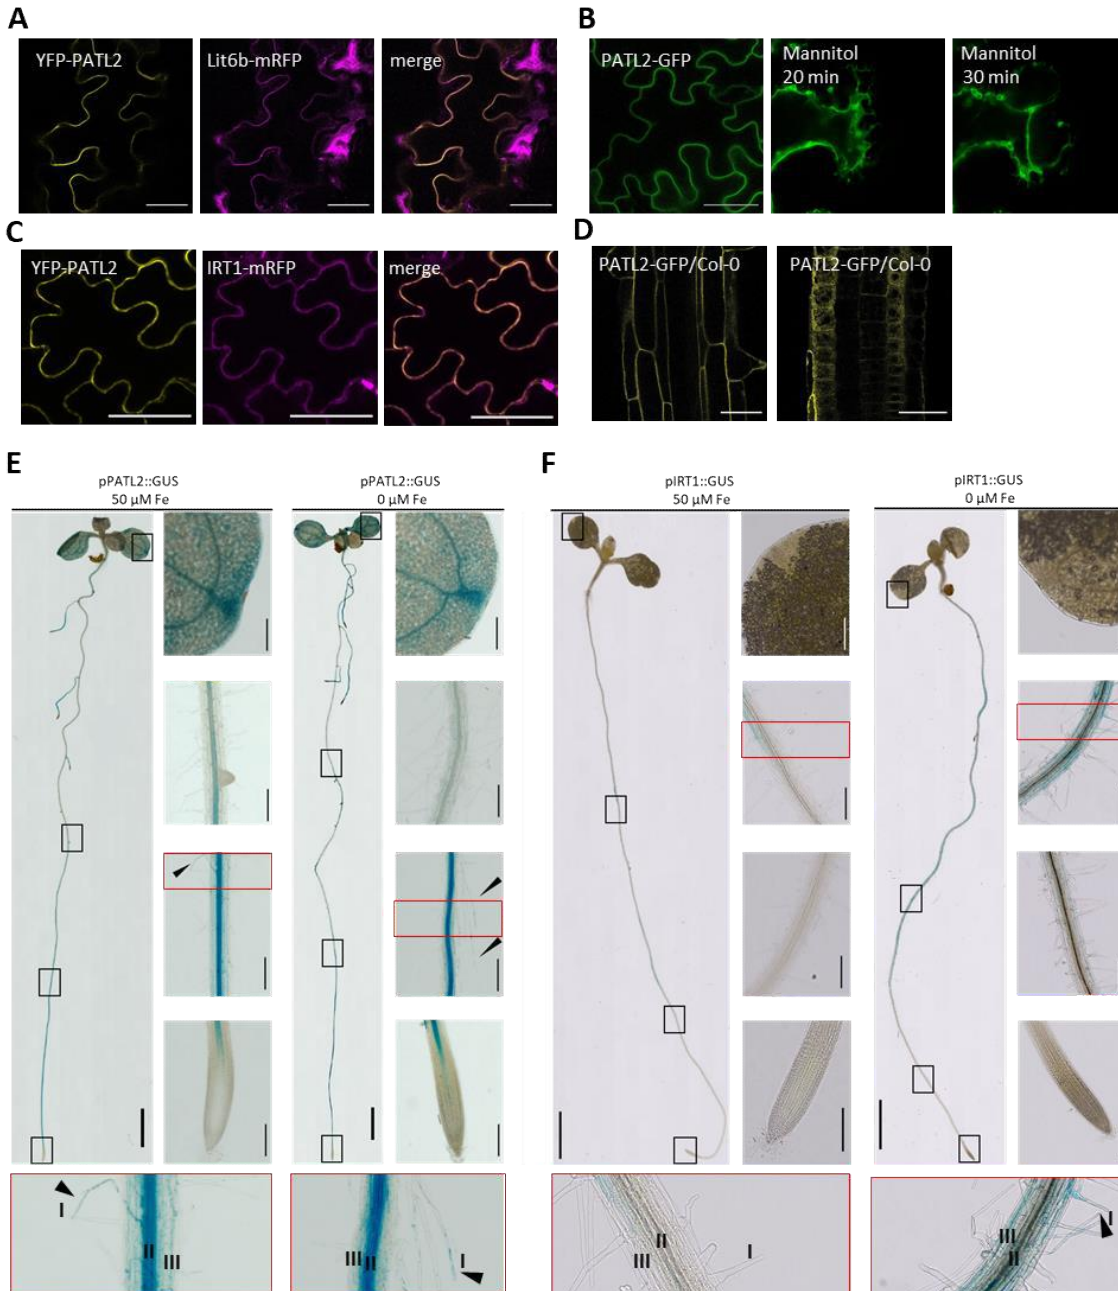 A
YFP-PATL2
Lit6b-mRFP
merge
B
PATL2-GFP
Mannitol
20 min
Mannitol
30 min
C
YFP-PATL2
IRT1-mRFP
merge
D
PATL2-GFP/Col-0
PATL2-GFP/Col-0
E
pPATL2::GUS
50 µM Fe
pPATL2::GUS
0 µM Fe
I
II
III
III
II
I
F
pIRT1::GUS
50 µM Fe
pIRT1::GUS
0 µM Fe
II
III
I
III
II
I